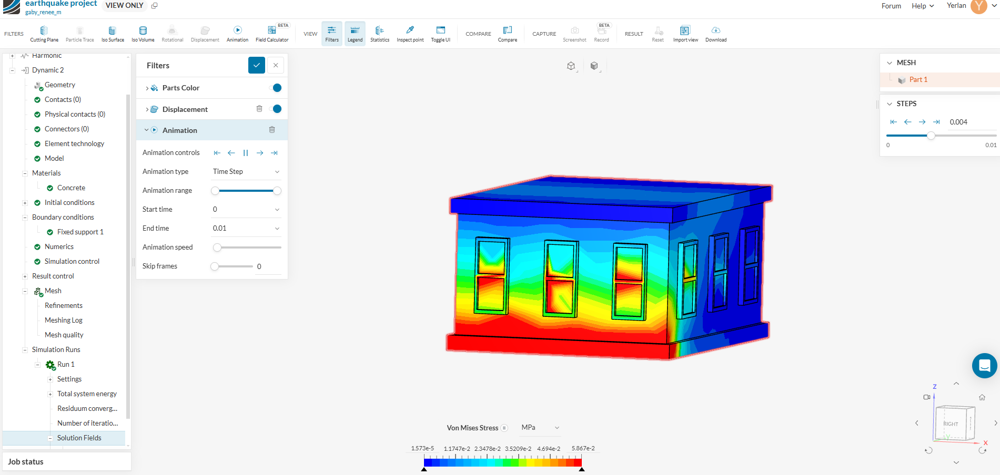 earthquake project
VIEW ONLY
gaby_renee_m
Forum
Help
Yerlan
Y
FILTERS
Cutting Plane
Particle Trace
Iso Surface
Iso Volume
Rotational
Displacement
Animation
BETA
Field Calculator
VIEW
Filters
Legend
Statistics
Inspect point
Toggle UI
COMPARE
Compare
CAPTURE
Screenshot
BETA
Record
RESULT
Reset
Import view
Download
Harmonic
Dynamic 2
Geometry
Contacts (0)
Physical contacts (0)
Connectors (0)
Element technology
Model
Materials
Concrete
Initial conditions
Boundary conditions
Fixed support 1
Numerics
Simulation control
Result control
Mesh
Refinements
Meshing Log
Mesh quality
Simulation Runs
Run 1
Settings
Total system energy
Residuum converg...
Number of iteratio...
Solution Fields
Job status
Filters
Parts Color
Displacement
Animation
Animation controls
Animation type
Time Step
Animation range
Start time
0
End time
0.01
Animation speed
Skip frames
0
MESH
Part 1
STEPS
0.004
0
0.01
Von Mises Stress
MPa
1.573e-5
1.1747e-2
2.3478e-2
3.5209e-2
4.694e-2
5.867e-2
Z
RIGHT
Y
X